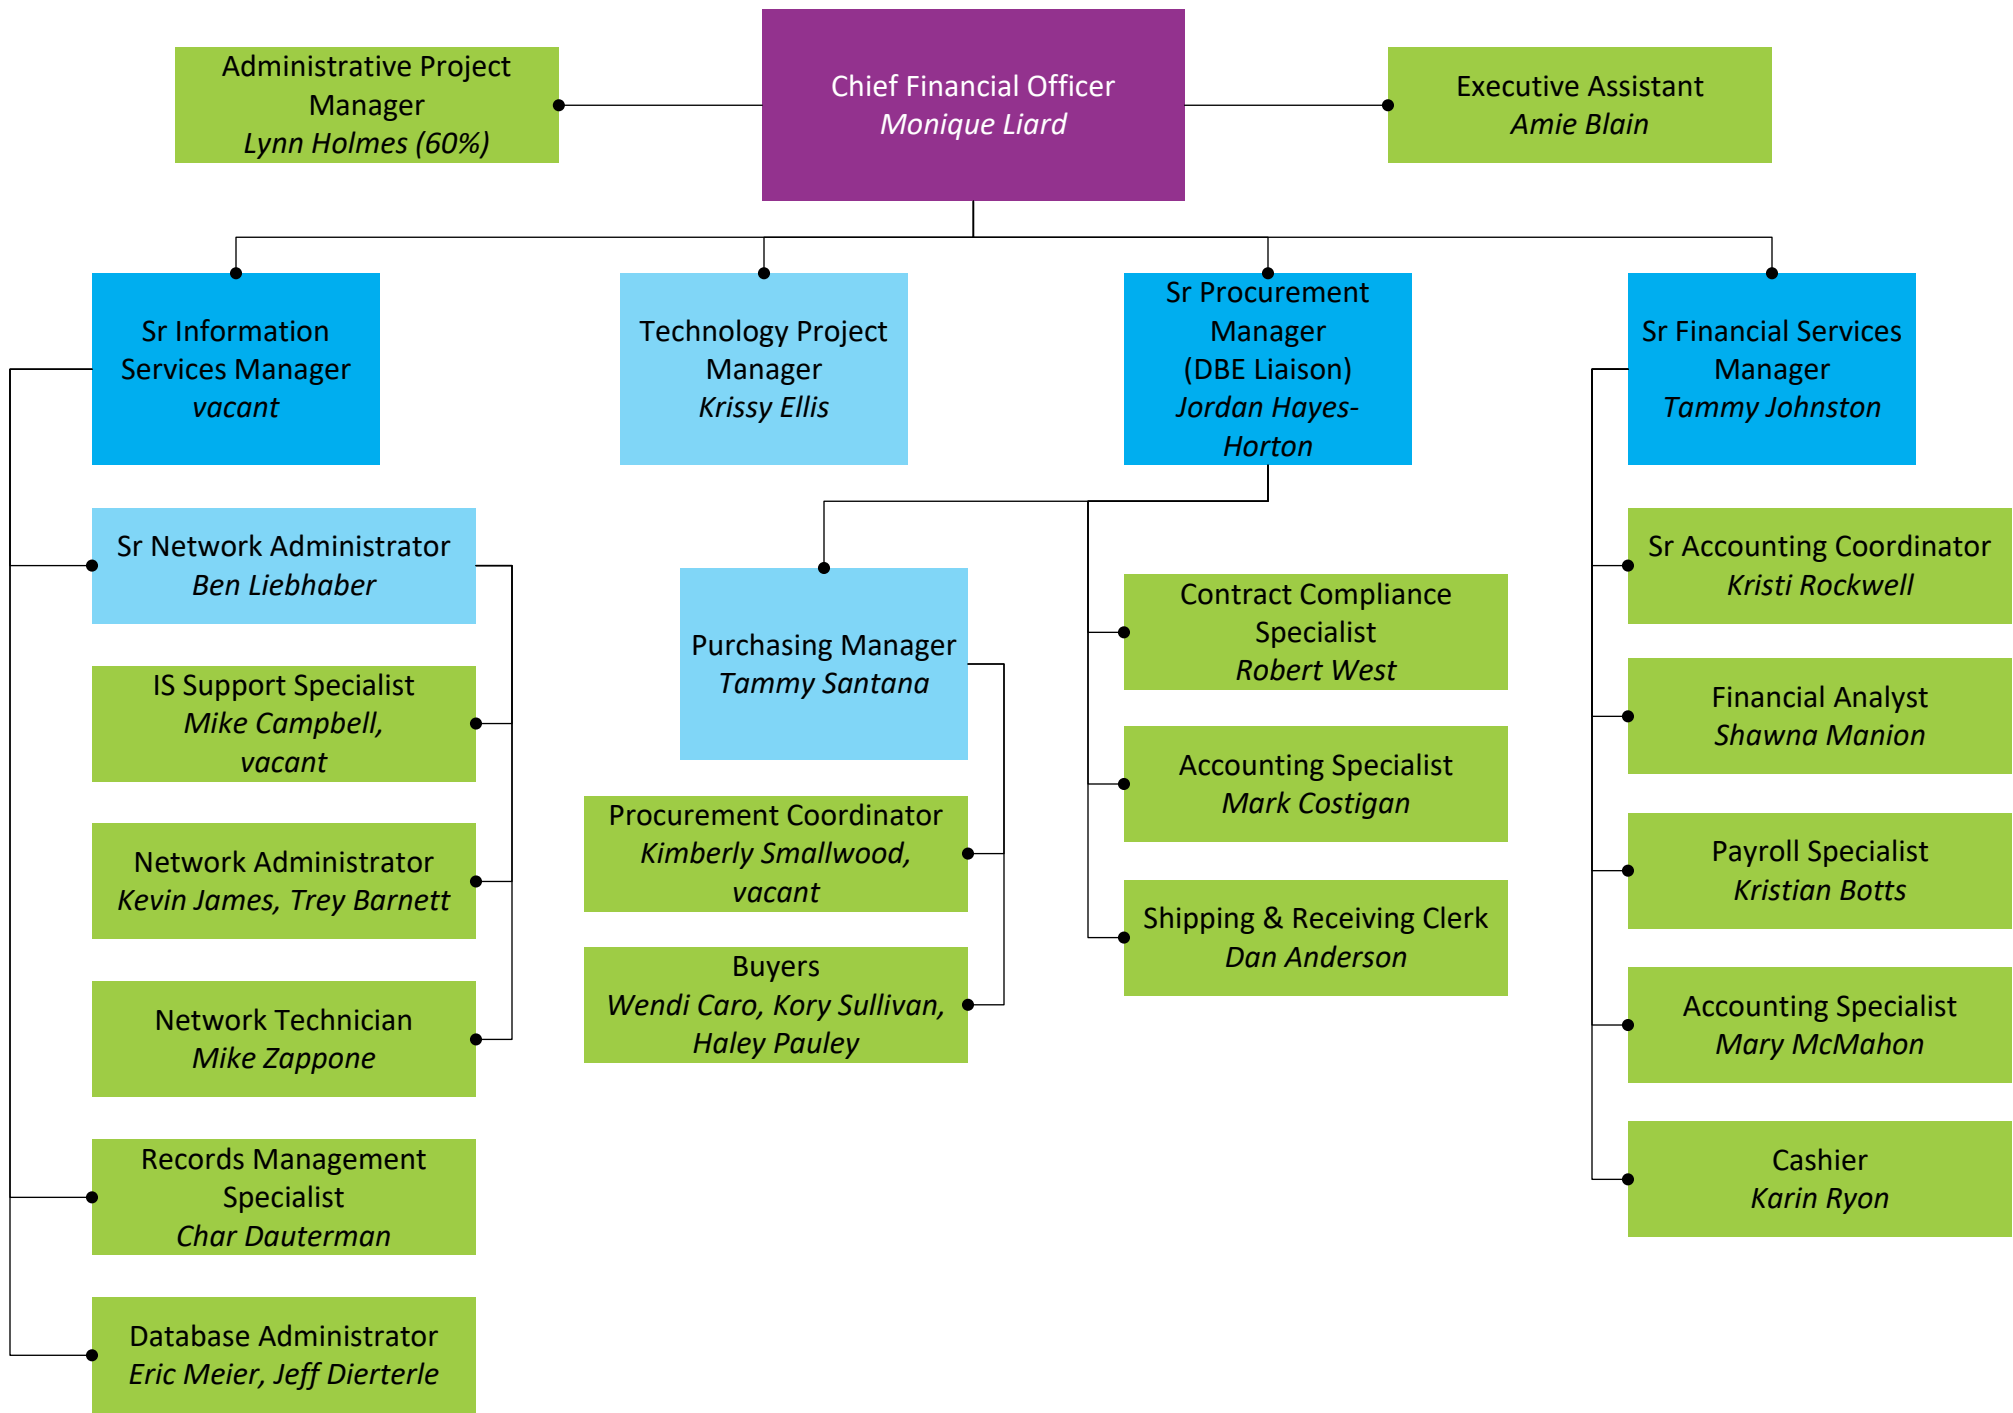 Administrative Project
Manager
Lynn Holmes (60%)
Chief Financial Officer
Monique Liard
Executive Assistant
Amie Blain
Sr Information
Services Manager
vacant
Technology Project
Manager
Krissy Ellis
Sr Procurement
Manager
(DBE Liaison)
Jordan Hayes-
Horton
Sr Financial Services
Manager
Tammy Johnston
Sr Network Administrator
Ben Liebhaber
IS Support Specialist
Mike Campbell,
vacant
Network Administrator
Kevin James, Trey Barnett
Network Technician
Mike Zappone
Records Management
Specialist
Char Dauterman
Database Administrator
Eric Meier, Jeff Dierterle
Purchasing Manager
Tammy Santana
Procurement Coordinator
Kimberly Smallwood,
vacant
Buyers
Wendi Caro, Kory Sullivan,
Haley Pauley
Contract Compliance
Specialist
Robert West
Accounting Specialist
Mark Costigan
Shipping & Receiving Clerk
Dan Anderson
Sr Accounting Coordinator
Kristi Rockwell
Financial Analyst
Shawna Manion
Payroll Specialist
Kristian Botts
Accounting Specialist
Mary McMahon
Cashier
Karin Ryon